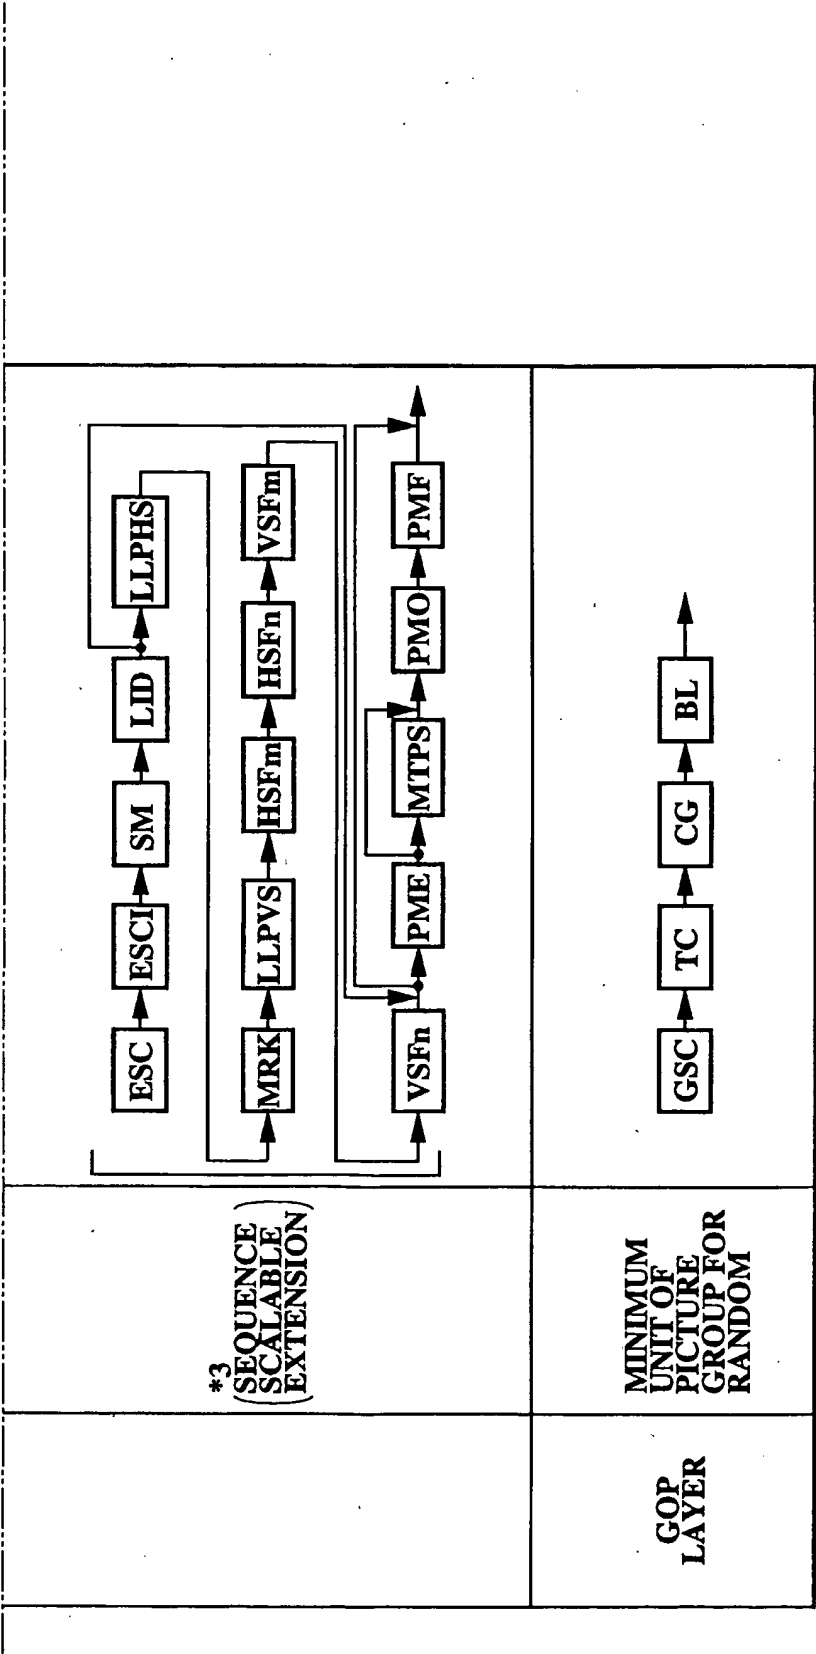 *3
(SEQUENCE
SCALABLE
EXTENSION)
ESC ESCI SM LID LLPHS
MRK LLPVS HSFm HSFn VSFm
VSFn PME MTPS PMO PMF
GOP
LAYER
MINIMUM
UNIT OF
PICTURE
GROUP FOR
RANDOM
GSC TC CG BL